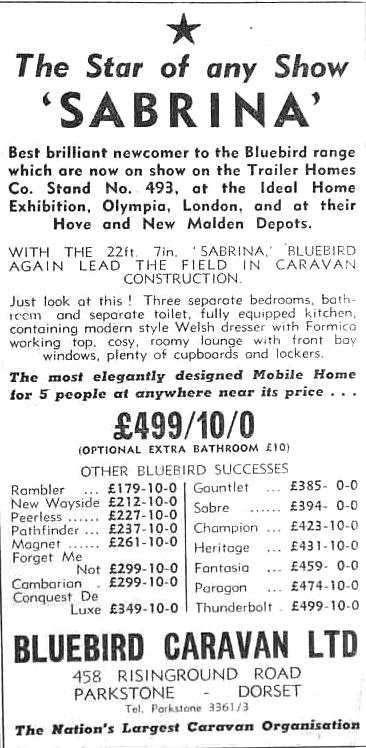 The Star of any Show
'SABRINA'
Best brilliant newcomer to the Bluebird range
which are now on show on the Trailer Homes
Co. Stand No. 493, at the Ideal Home
Exhibition, Olympia, London, and at their
Hove and New Malden Depots.
WITH THE 22ft. 7in. 'SABRINA,' BLUEBIRD
AGAIN LEAD THE FIELD IN CARAVAN
CONSTRUCTION.
Just look at this ! Three separate bedrooms, bath-
room and separate toilet, fully equipped kitchen,
containing modern style Welsh dresser with Formica
working top, cosy, roomy lounge with front bay
windows, plenty of cupboards and lockers.
The most elegantly designed Mobile Home
for 5 people at anywhere near its price . . .
£499/10/0
(OPTIONAL EXTRA BATHROOM £10)
OTHER BLUEBIRD SUCCESSES
Rambler ... £179-10-0
New Wayside £212-10-0
Peerless ...... £227-10-0
Pathfinder ... £237-10-0
Magnet ...... £261-10-0
Forget Me
Not £299-10-0
Cambarian . £299-10-0
Conquest De
Luxe £349-10-0
Gauntlet ... £385- 0-0
Sabre ...... £394- 0-0
Champion ... £423-10-0
Heritage ... £431-10-0
Fantasia ... £459- 0-0
Paragon ... £474-10-0
Thunderbolt . £499-10-0
BLUEBIRD CARAVAN LTD
458 RISINGROUND ROAD
PARKSTONE - DORSET
Tel. Parkstone 3361/3
The Nation's Largest Caravan Organisation